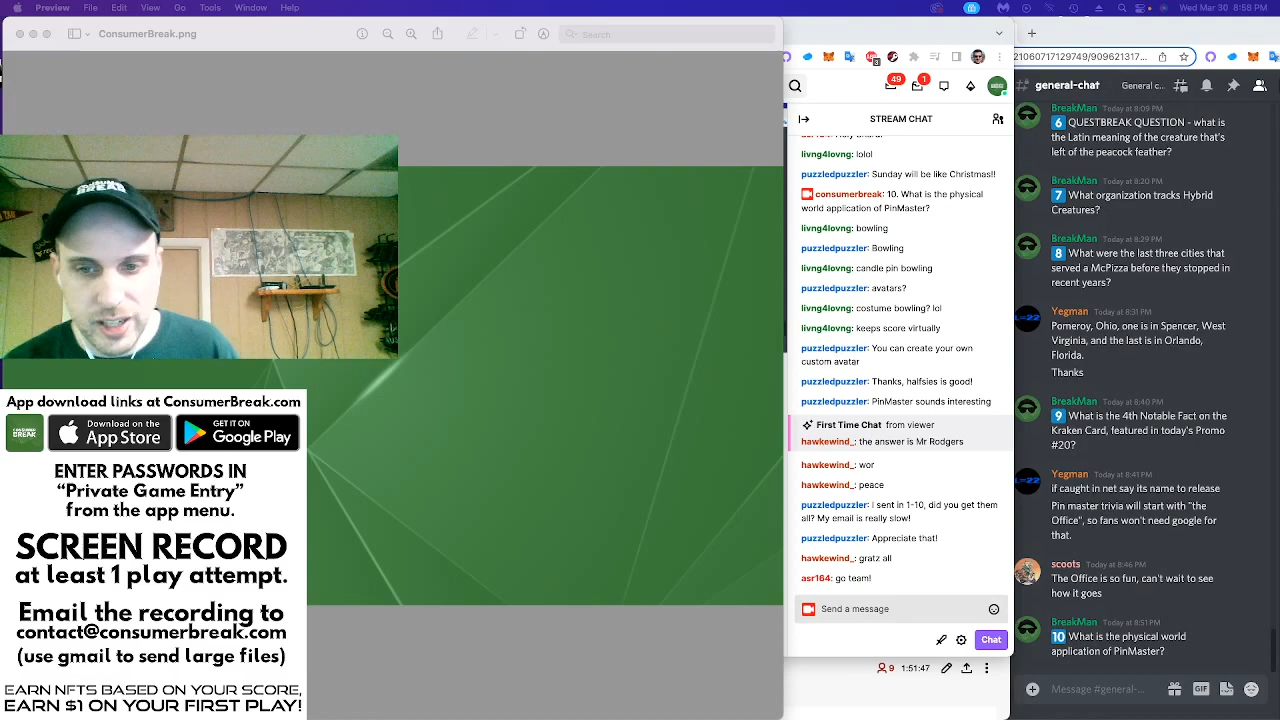 Preview File Edit View Go Tools Window Help
Mon May 30 8:58 PM
ConsumerBreak.png
Search
App download links at ConsumerBreak.com
Download on the
App Store
GET IT ON
Google Play
ENTER PASSWORDS IN
“Private Game Entry”
from the app menu.
SCREEN RECORD
at least 1 play attempt.
Email the recording to
contact@consumerbreak.com
(use gmail to send large files)
EARN NFTS BASED ON YOUR SCORE,
EARN $1 ON YOUR FIRST PLAY!
49
1
STREAM CHAT
livng4lovng: lolol
puzzledpuzzler: Sunday will be like Christmas!!
consumerbreak: 10. What is the physical
world application of PinMaster?
livng4lovng: bowling
puzzledpuzzler: Bowling
livng4lovng: candle pin bowling
puzzledpuzzler: avatars?
livng4lovng: costume bowling? lol
livng4lovng: keeps score virtually
puzzledpuzzler: You can create your own
custom avatar
puzzledpuzzler: Thanks, halfsies is good!
puzzledpuzzler: PinMaster sounds interesting
First Time Chat from viewer
hawkewind_: the answer is Mr Rodgers
hawkewind_: wor
hawkewind_: peace
puzzledpuzzler: I sent in 1-10, did you get them
all? My email is really slow!
puzzledpuzzler: Appreciate that!
hawkewind_: gratz all
asr164: go team!
Send a message
Chat
9 1:51:47
21060717129749/909621317...
general-chat General c...
BreakMan Today at 8:09 PM
6 QUESTBREAK QUESTION - what is
the Latin meaning of the creature that's
left of the letter?
BreakMan Today at 8:20 PM
7 What organization tracks Hybrid
Creatures?
BreakMan Today at 8:29 PM
8 What were the last three cities that
served a McPizza before they stopped in
recent years?
Yegman Today at 8:31 PM
Pomeroy, Ohio, one is in Spencer, West
Virginia, and the last is in Orlando,
Florida.
Thanks
BreakMan Today at 8:40 PM
9 What is the 4th Notable Fact on the
Kraken Card, featured in today's Promo
#20?
Yegman Today at 8:41 PM
if caught in net say its name to release
Pin master trivia start with "the
Office", so fans won't need google for
that.
scoots Today at 8:46 PM
The Office is so fun, can't wait to see
how it goes
BreakMan Today at 8:51 PM
10 What is the physical world
application of PinMaster?
Message #general-...
GIF